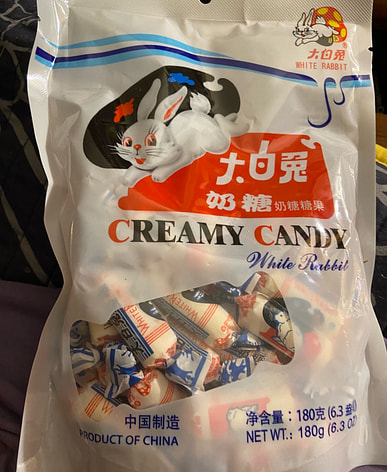 大白兔®
WHITE RABBIT
大白兔
奶糖 奶糖糖果
CREAMY CANDY
White Rabbit
中国制造
PRODUCT OF CHINA
净含量：180克 (6.3
NET WT.: 180g (6.3 OZ)